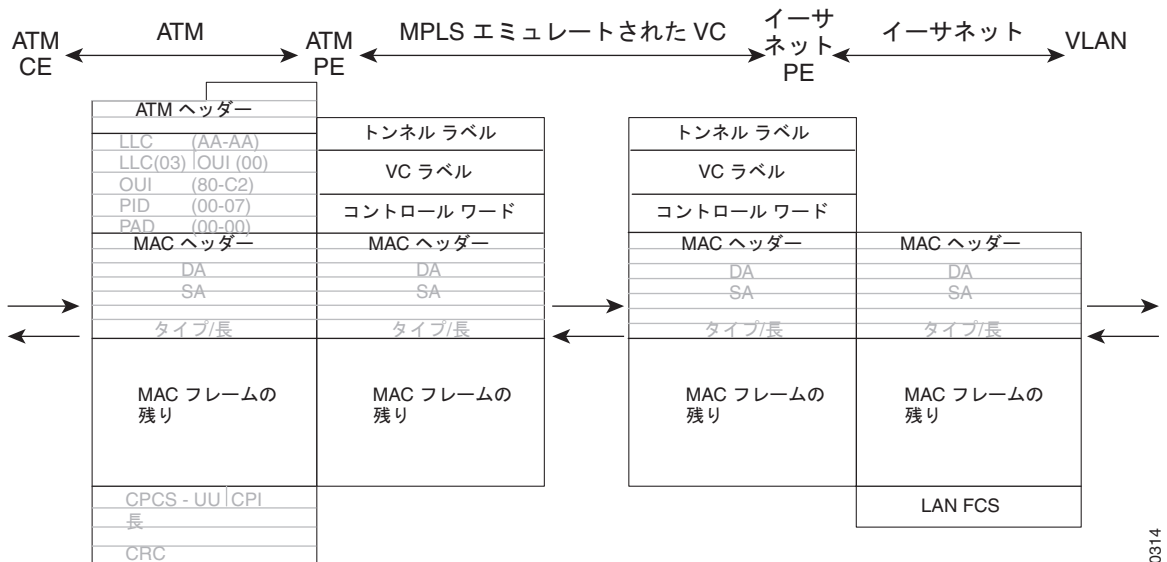 ATM
CE
ATM
ATM
PE
MPLS エミュレートされた VC
イーサ
ネット
PE
イーサネット
VLAN
ATM ヘッダー
LLC (AA-AA)
LLC(03) OUI (00)
OUI (80-C2)
PID (00-07)
PAD (00-00)
MAC ヘッダー
DA
SA
タイプ/長
MAC フレームの
残り
CPCS - UU CPI
長
CRC
トンネル ラベル
VC ラベル
コントロール ワード
MAC ヘッダー
DA
SA
タイプ/長
MAC フレームの
残り
トンネル ラベル
VC ラベル
コントロール ワード
MAC ヘッダー
DA
SA
タイプ/長
MAC フレームの
残り
MAC ヘッダー
DA
SA
タイプ/長
MAC フレームの
残り
LAN FCS
0314